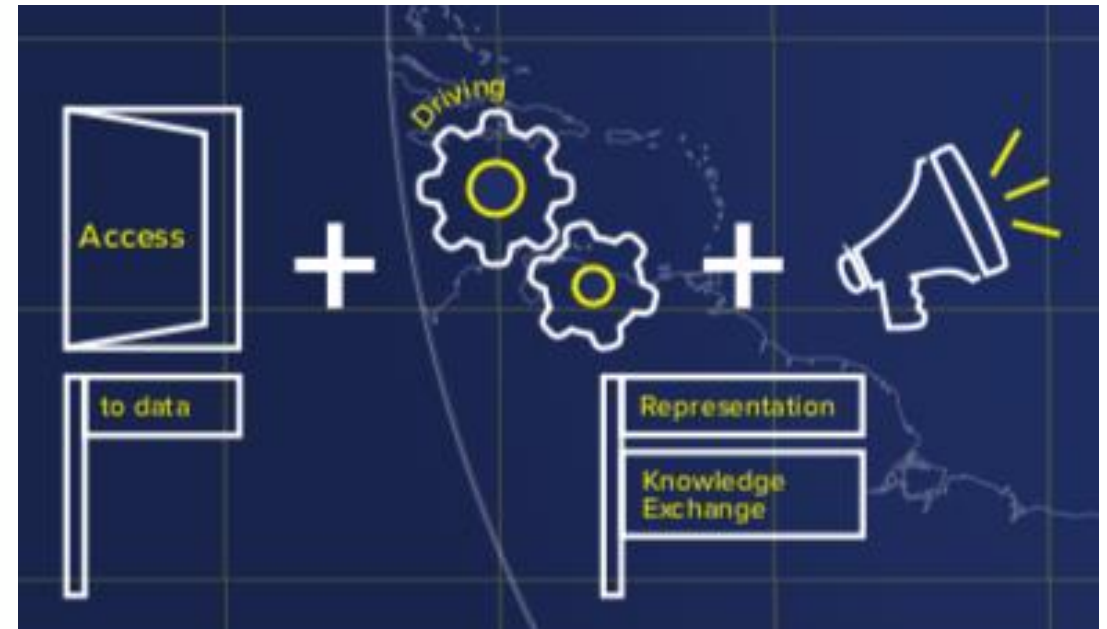 Access
to data
Driving
Representation
Knowledge
Exchange